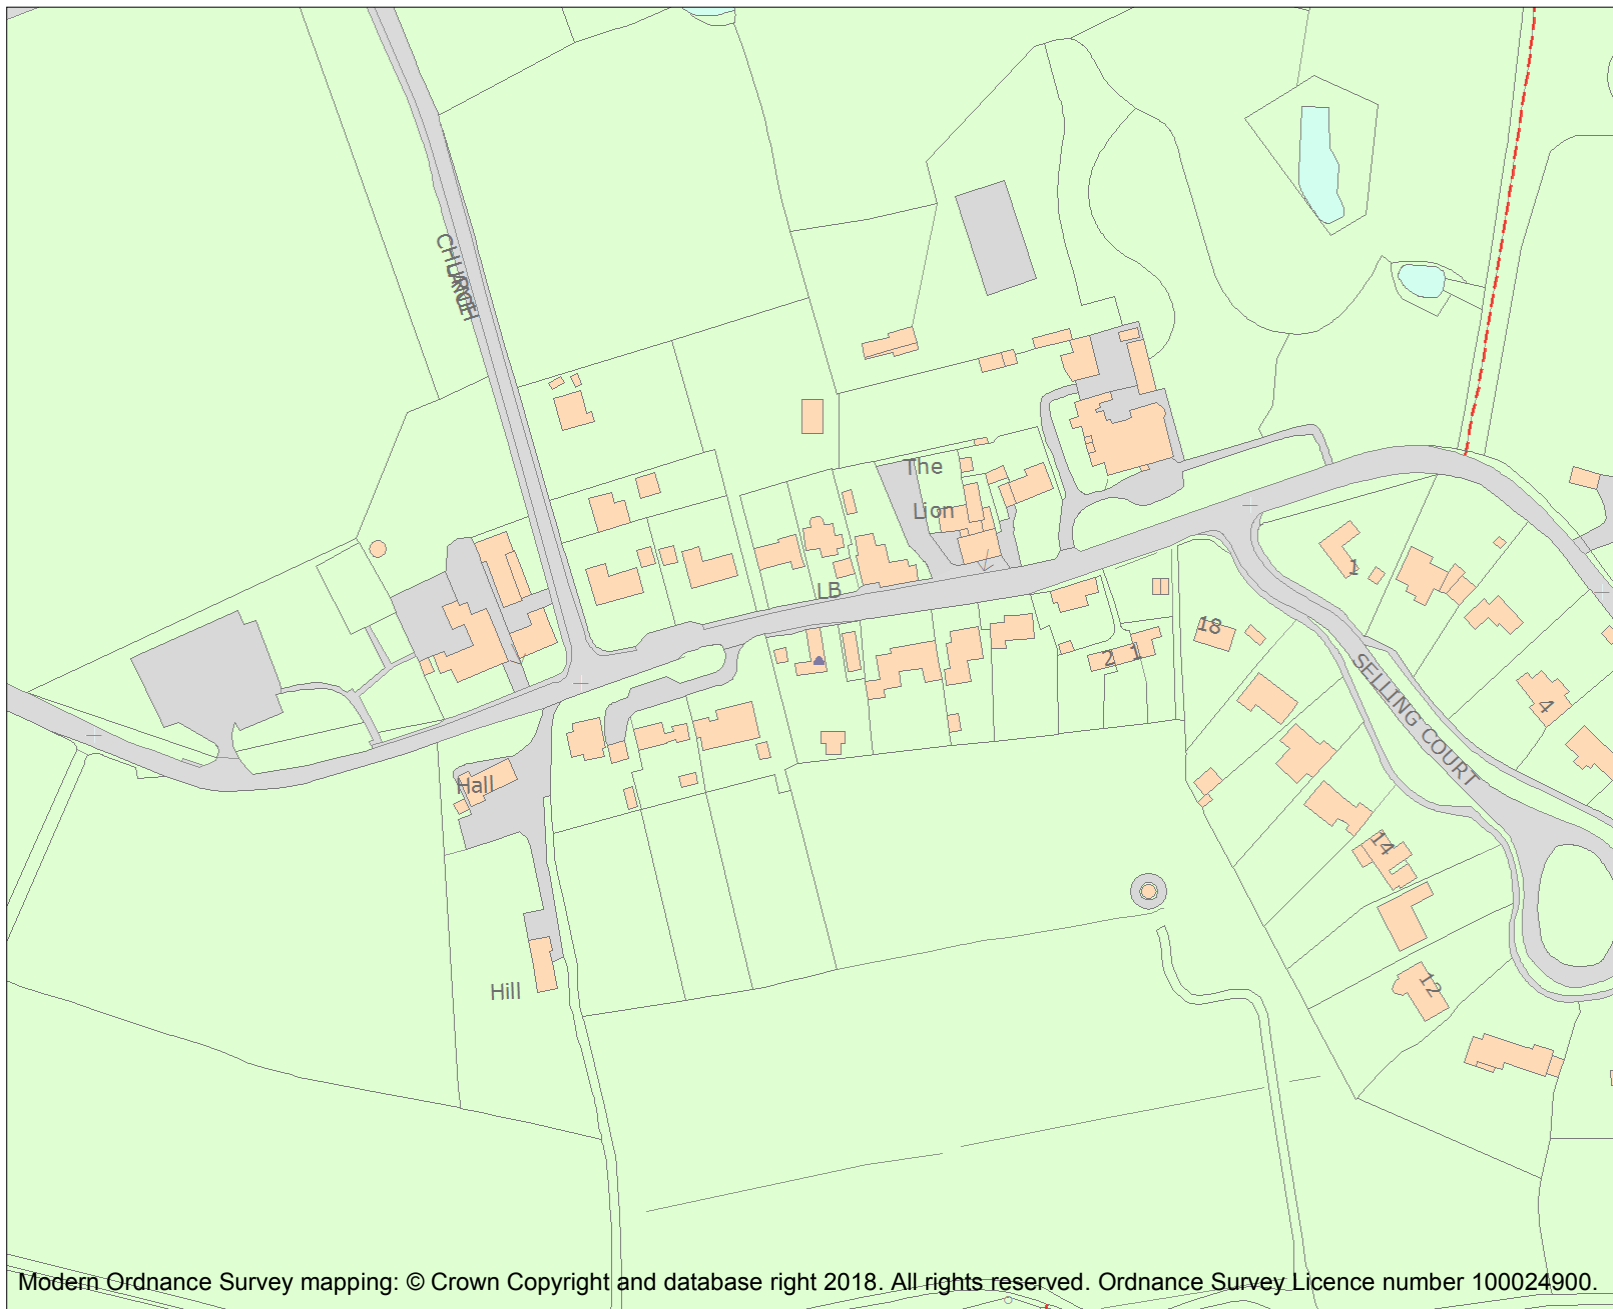 CHURCH
LANE
The
Lion
LB
1
18
2 1
SELLING COURT
4
Hall
14
12
Hill
Modern Ordnance Survey mapping: © Crown Copyright and database right 2018. All rights reserved. Ordnance Survey Licence number 100024900.